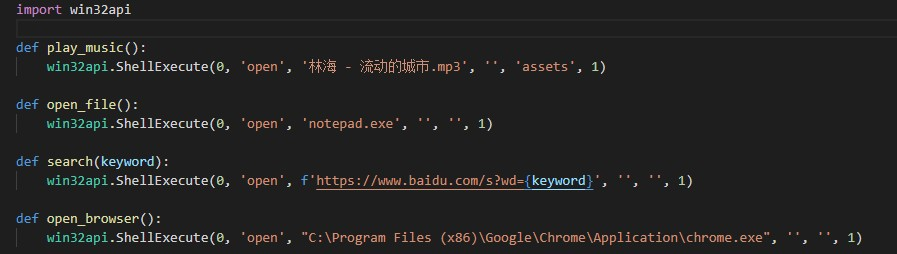 import win32api
def play_music():
win32api.ShellExecute(0, 'open', '林海 - 流动的城市.mp3', '', 'assets', 1)
def open_file():
win32api.ShellExecute(0, 'open', 'notepad.exe', '', '', 1)
def search(keyword):
win32api.ShellExecute(0, 'open', f'https://www.baidu.com/s?wd={keyword}', '', '', 1)
def open_browser():
win32api.ShellExecute(0, 'open', "C:\Program Files (x86)\Google\Chrome\Application\chrome.exe", '', '', 1)